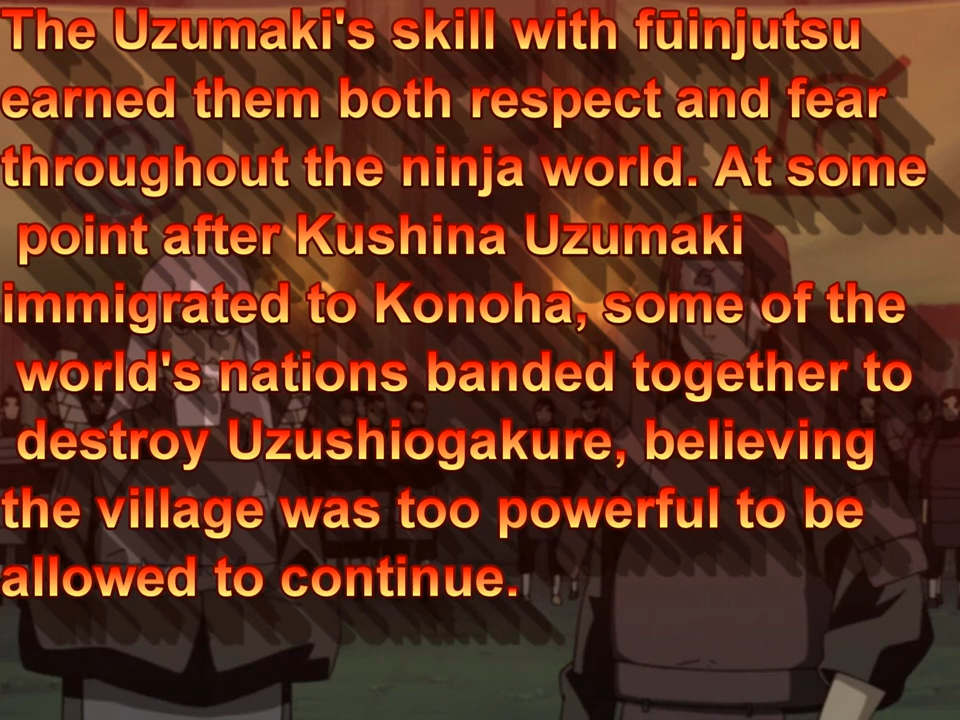 The Uzumaki's skill with fūinjutsu
earned them both respect and fear
throughout the ninja world. At some
point after Kushina Uzumaki
immigrated to Konoha, some of the
world's nations banded together to
destroy Uzushiogakure, believing
the village was too powerful to be
allowed to continue.